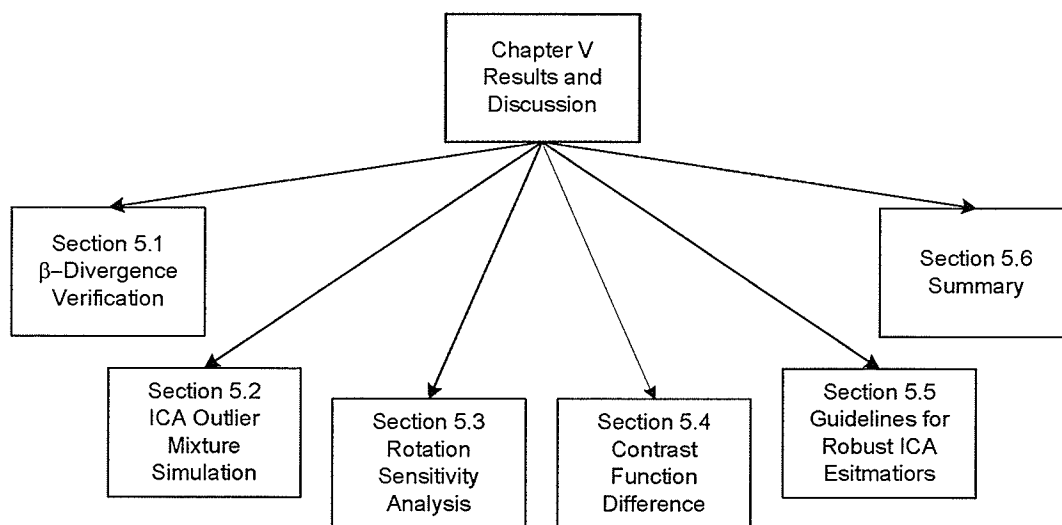 Chapter V
Results and
Discussion
Section 5.1
β–Divergence
Verification
Section 5.2
ICA Outlier
Mixture
Simulation
Section 5.3
Rotation
Sensitivity
Analysis
Section 5.4
Contrast
Function
Difference
Section 5.5
Guidelines for
Robust ICA
Esitmatiors
Section 5.6
Summary